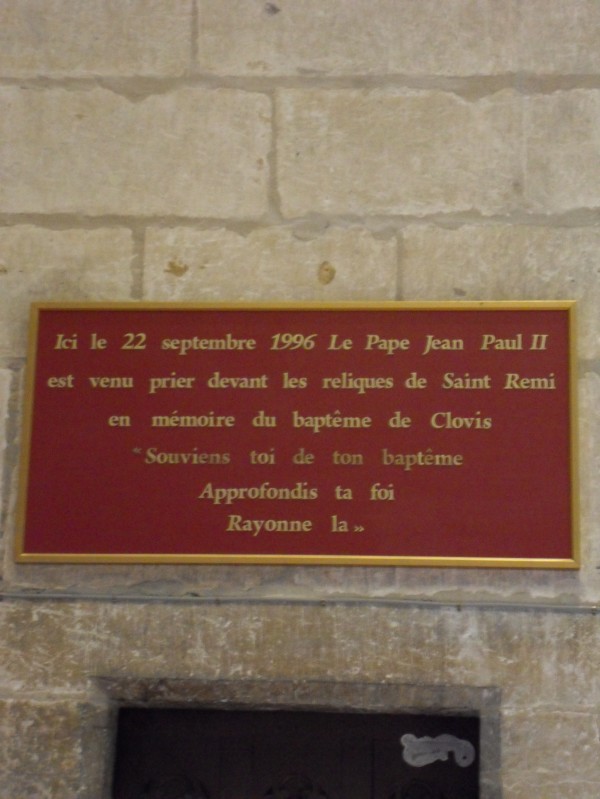 Ici le 22 septembre 1996 Le Pape Jean Paul II
est venu prier devant les reliques de Saint Remi
en mémoire du baptême de Clovis
“Souviens toi de ton baptême
Approfondis ta foi
Rayonne la »